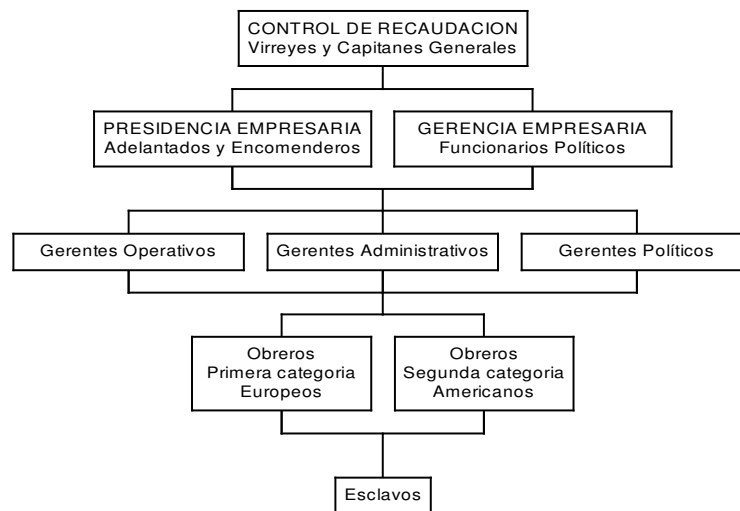 CONTROL DE RECAUDACION
Virreyes y Capitanes Generales
PRESIDENCIA EMPRESARIA
Adelantados y Encomenderos
GERENCIA EMPRESARIA
Funcionarios Políticos
Gerentes Operativos
Gerentes Administrativos
Gerentes Políticos
Obreros
Primera categoria
Europeos
Obreros
Segunda categoria
Americanos
Esclavos